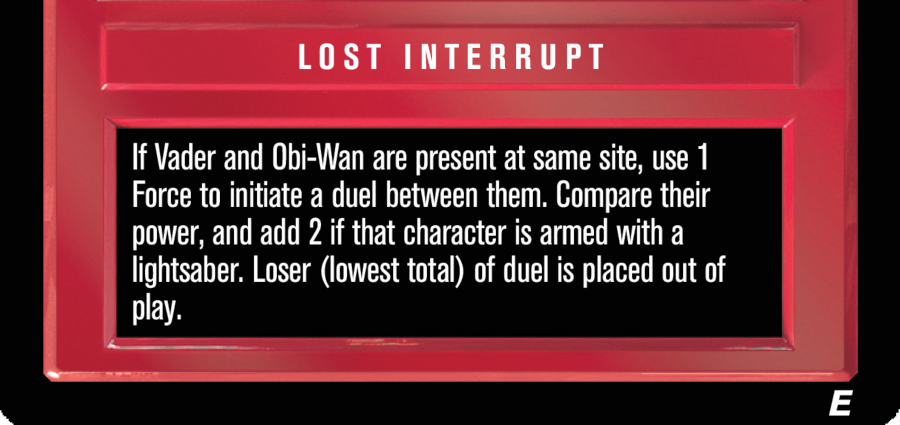 LOST INTERRUPT
If Vader and Obi-Wan are present at same site, use 1
Force to initiate a duel between them. Compare their
power, and add 2 if that character is armed with a
lightsaber. Loser (lowest total) of duel is placed out of
play.
E